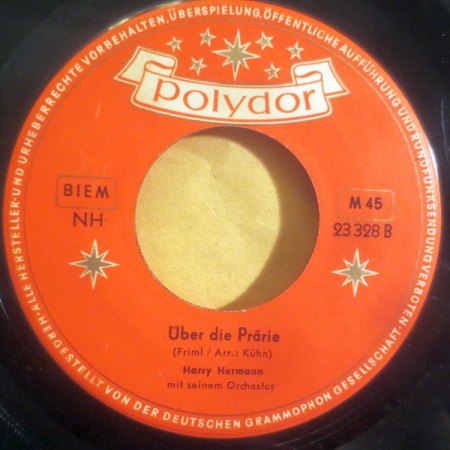 ALLE HERSTELLER- UND URHEBERRECHTE VORBEHALTEN, ÜBERSPIELUNG, ÖFFENTLICHE AUFFÜHRUNG UND RUNDFUNKSENDUNG VERBOTEN
polydor
BIEM
NH
M 45
23 328 B
Über die Prärie
(Friml / Arr.: Kühn)
Harry Hermann
mit seinem Orchester
HERGESTELLT VON DER DEUTSCHEN GRAMMOPHON GESELLSCHAFT